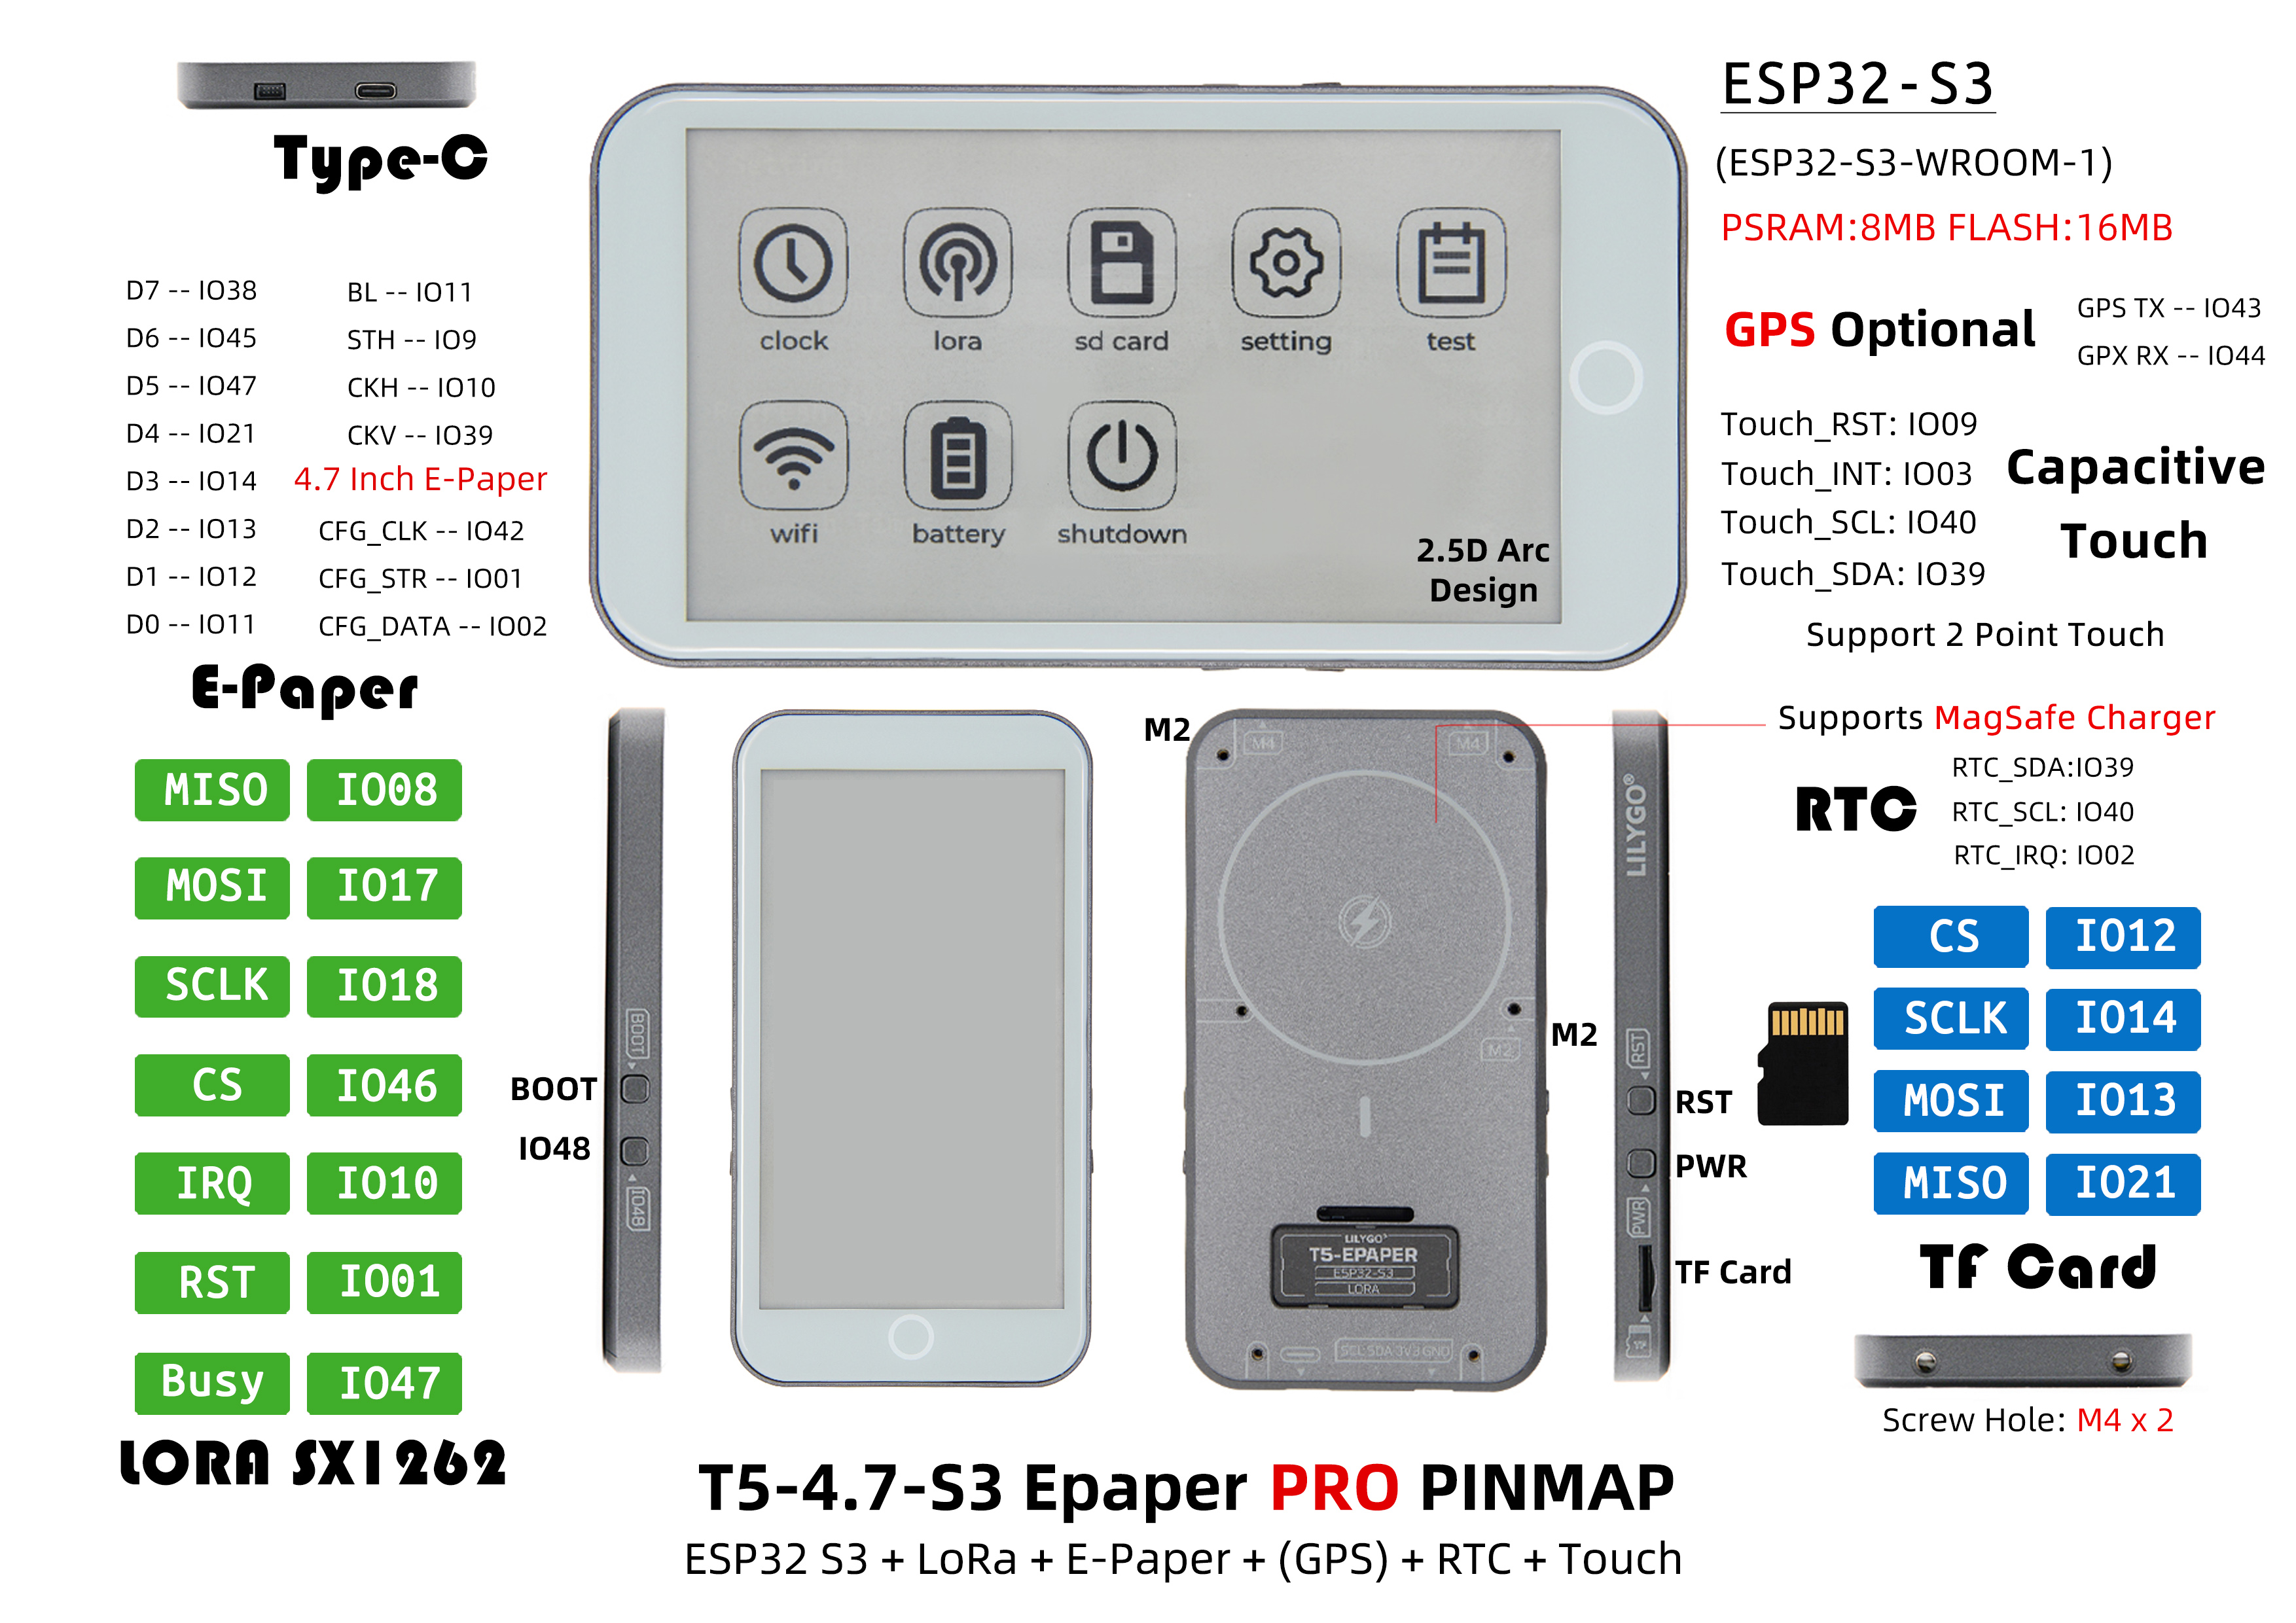 Type-C
D7 -- IO38
D6 -- IO45
D5 -- IO47
D4 -- IO21
D3 -- IO14
D2 -- IO13
D1 -- IO12
D0 -- IO11
BL -- IO11
STH -- IO9
CKH -- IO10
CKV -- IO39
4.7 Inch E-Paper
CFG_CLK -- IO42
CFG_STR -- IO01
CFG_DATA -- IO02
E-Paper
MISO IO08
MOSI IO17
SCLK IO18
CS IO46
IRQ IO10
RST IO01
Busy IO47
LORA SX1262
clock lora sd card setting test
wifi battery shutdown
2.5D Arc
Design
ESP32-S3
(ESP32-S3-WROOM-1)
PSRAM:8MB FLASH:16MB
GPS Optional
GPS TX -- IO43
GPX RX -- IO44
Touch_RST: IO09
Touch_INT: IO03
Touch_SCL: IO40
Touch_SDA: IO39
Capacitive
Touch
Support 2 Point Touch
Supports MagSafe Charger
RTC
RTC_SDA:IO39
RTC_SCL: IO40
RTC_IRQ: IO02
CS IO12
SCLK IO14
MOSI IO13
MISO IO21
TF Card
Screw Hole: M4 x 2
BOOT
IO48
BOOT
IO48
M2
M4
M4
M2
M2
LILYGO®
T5-EPAPER
ESP32-S3
LORA
SCL SDA 3V3 GND
LILYGO®
RST
PWR
TF
RST
PWR
TF Card
T5-4.7-S3 Epaper PRO PINMAP
ESP32 S3 + LoRa + E-Paper + (GPS) + RTC + Touch